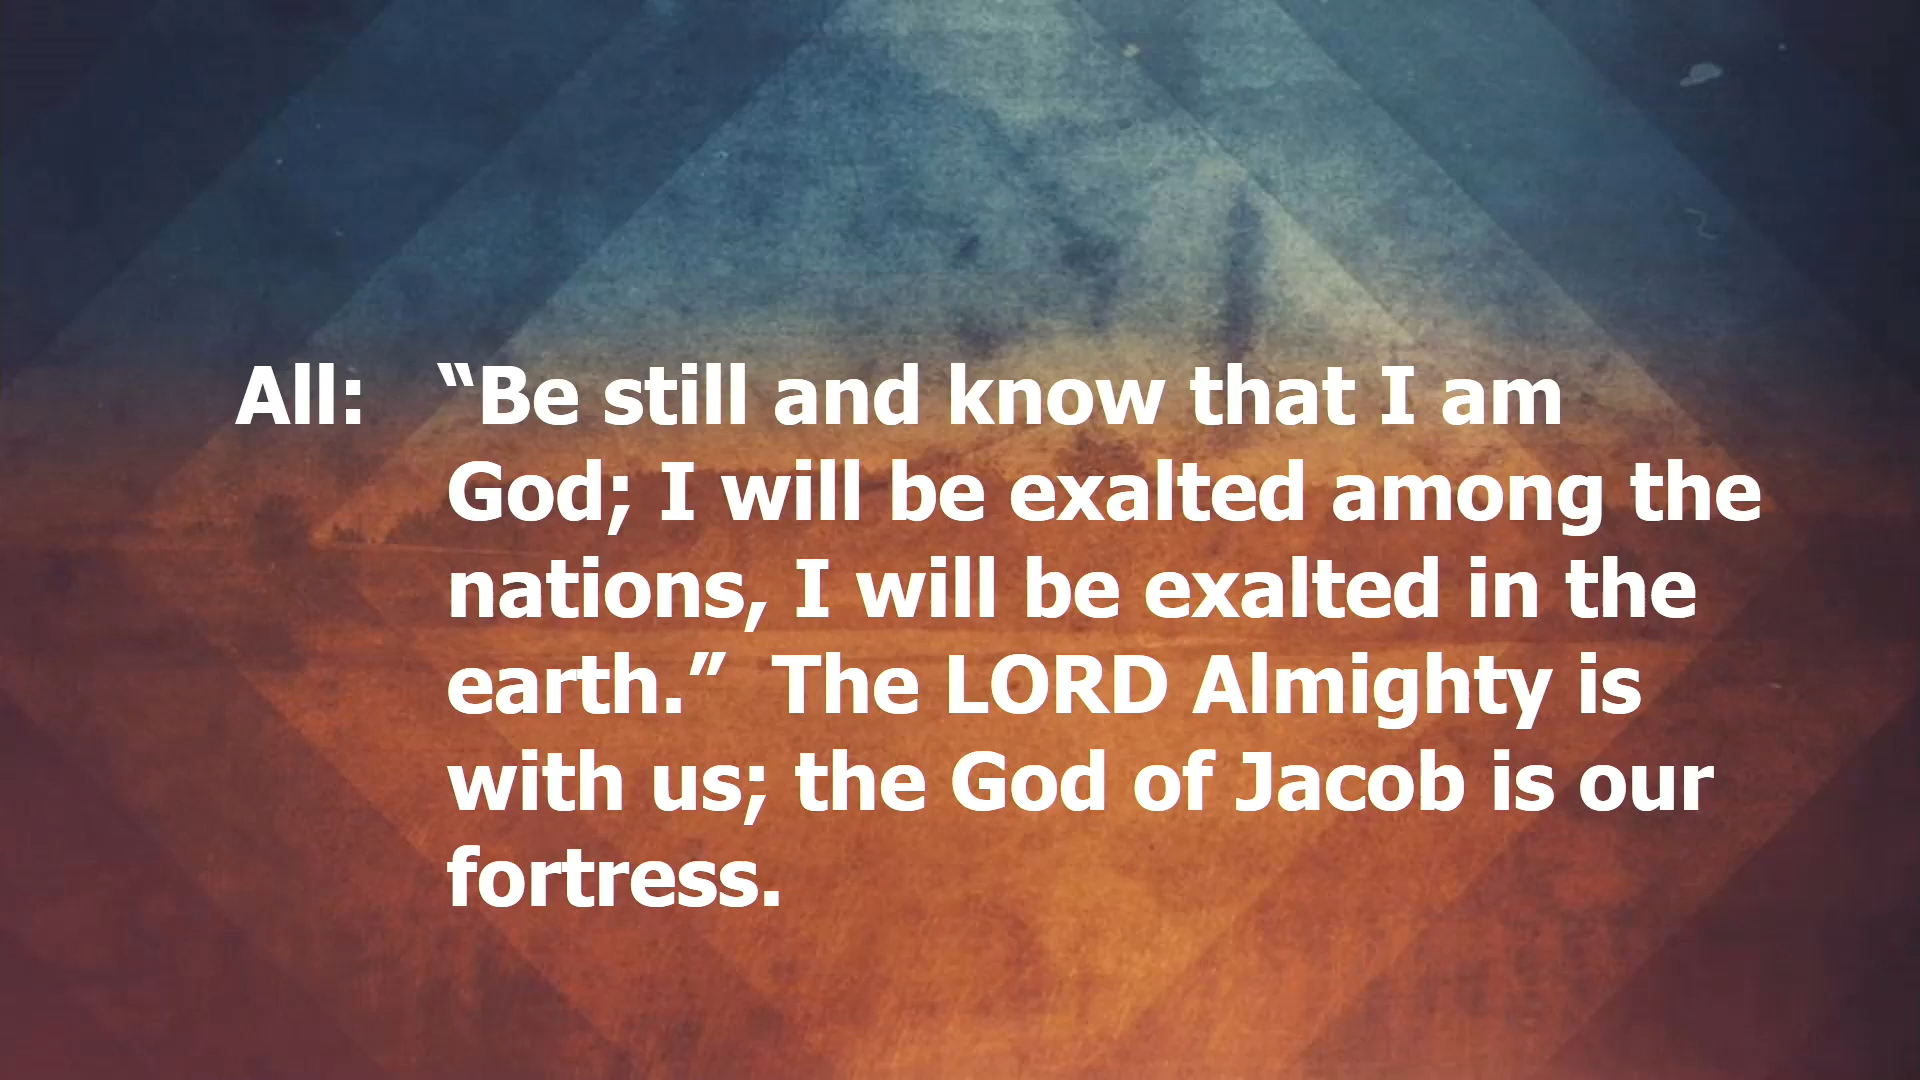 All: “Be still and know that I am
God; I will be exalted among the
nations, I will be exalted in the
earth.” The LORD Almighty is
with us; the God of Jacob is our
fortress.